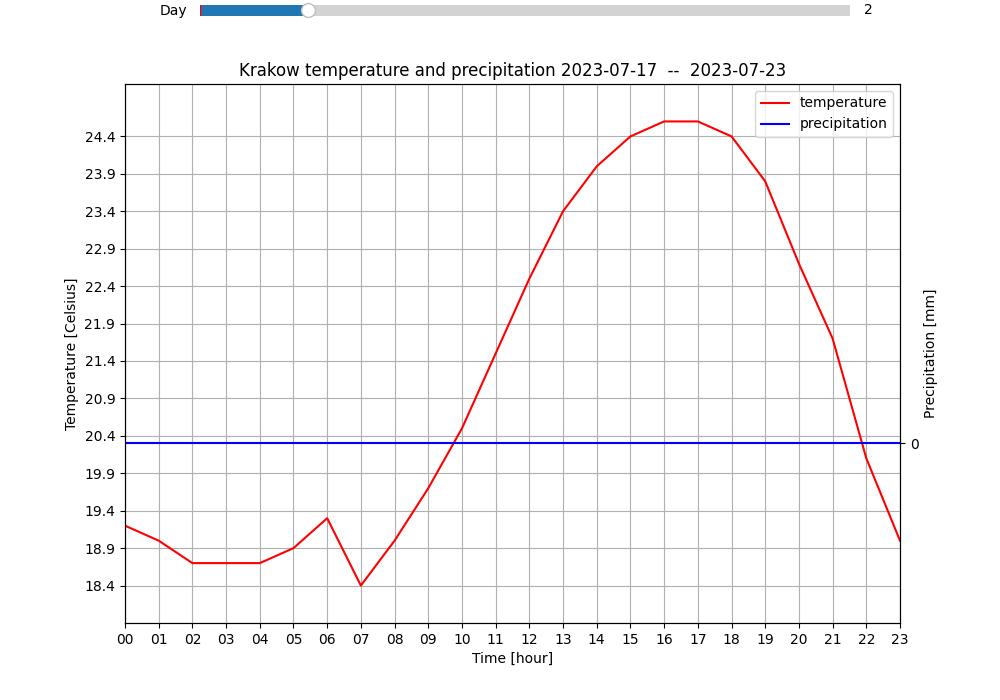 Day 2
Krakow temperature and precipitation 2023-07-17 -- 2023-07-23
temperature
precipitation
24.4
23.9
23.4
22.9
22.4
21.9
21.4
20.9
20.4
19.9
19.4
18.9
18.4
Temperature [Celsius]
Precipitation [mm]
0
00 01 02 03 04 05 06 07 08 09 10 11 12 13 14 15 16 17 18 19 20 21 22 23
Time [hour]